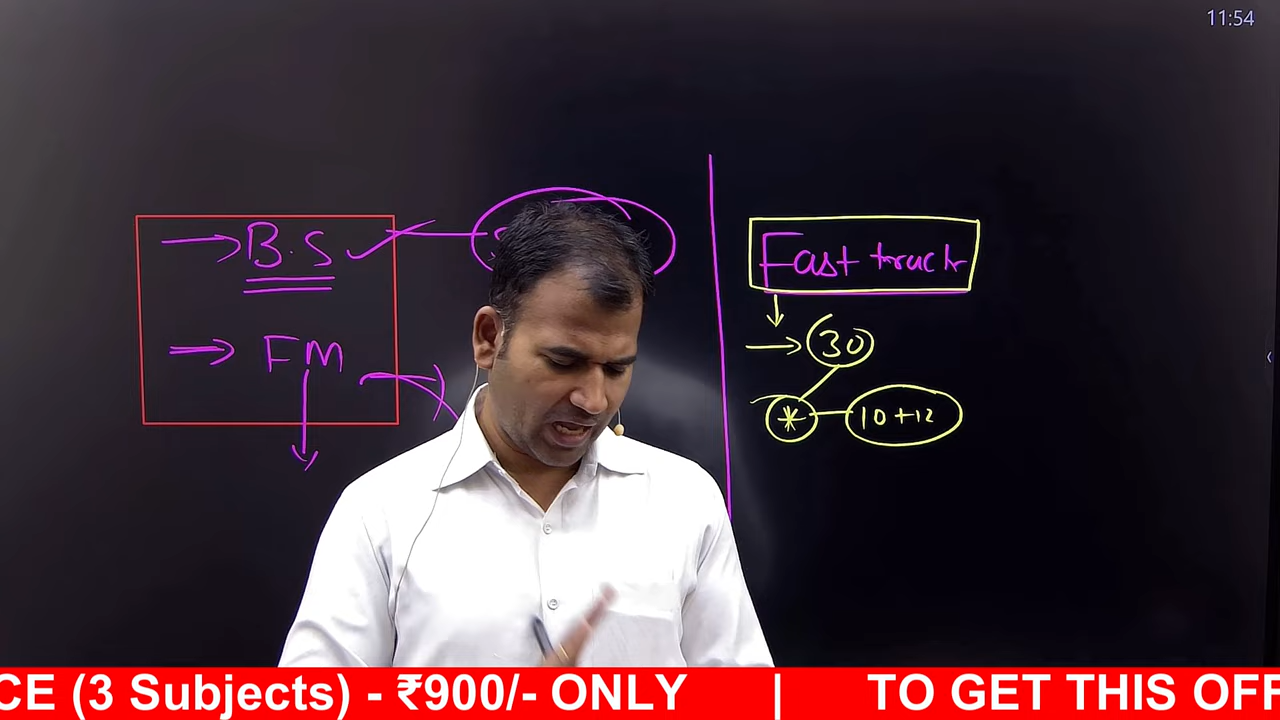 11:54
B.S
FM
Fast track
30
* 10+12
CE (3 Subjects) - ₹900/- ONLY | TO GET THIS OFF